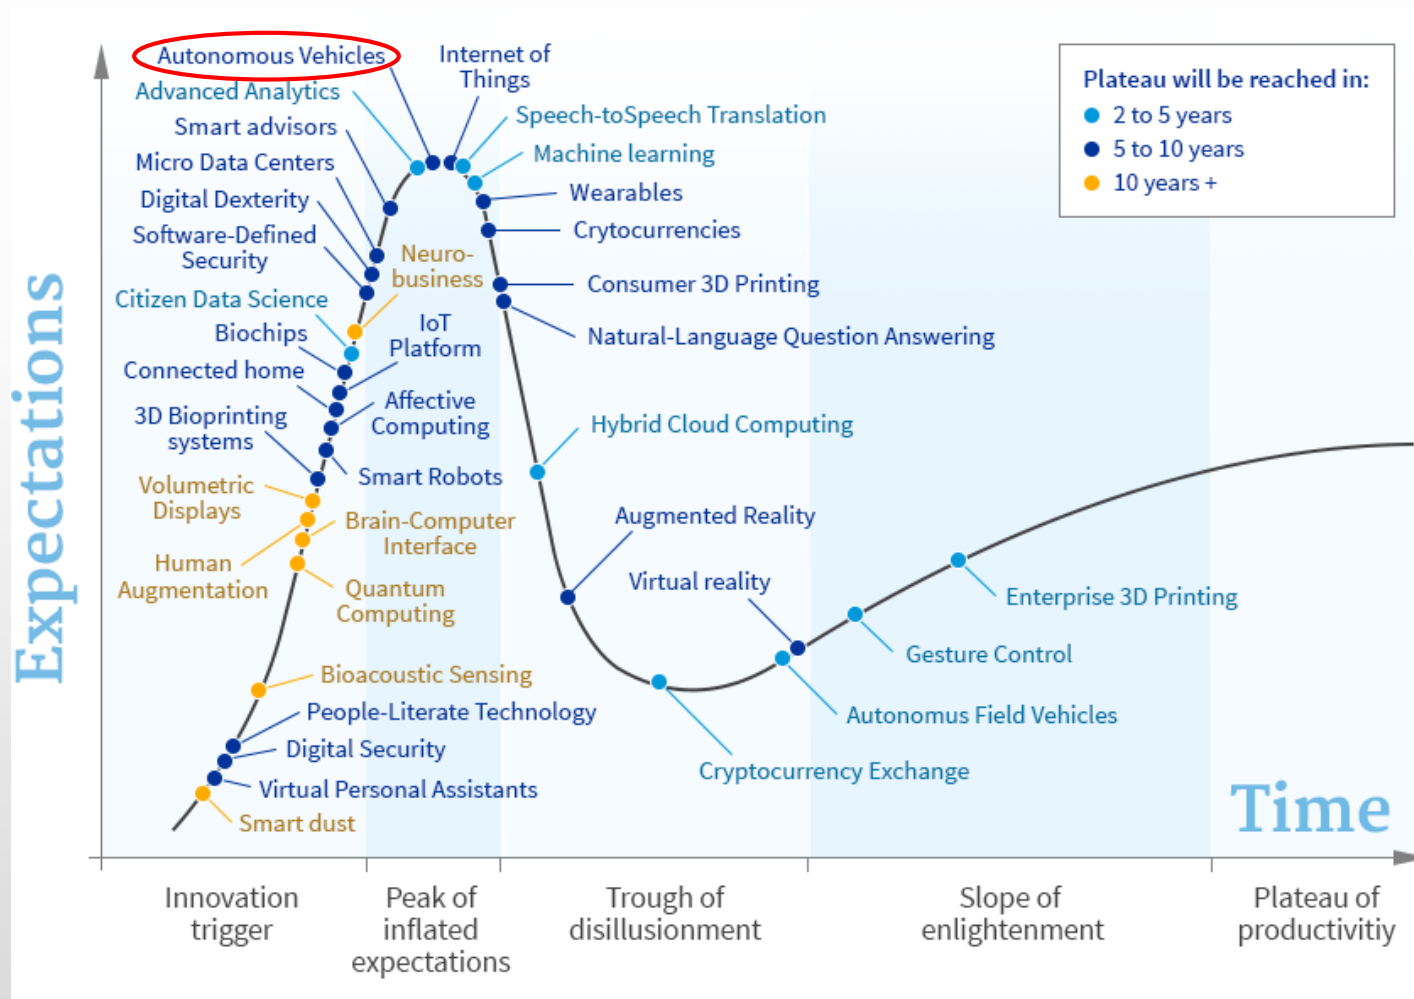 Autonomous Vehicles
Internet of
Things
Advanced Analytics
Speech-toSpeech Translation
Smart advisors
Machine learning
Micro Data Centers
Wearables
Digital Dexterity
Crytocurrencies
Software-Defined
Security
Neuro-
business
Consumer 3D Printing
Citizen Data Science
Natural-Language Question Answering
Biochips
IoT
Platform
Connected home
Affective
Computing
3D Bioprinting
systems
Hybrid Cloud Computing
Smart Robots
Volumetric
Displays
Brain-Computer
Interface
Augmented Reality
Human
Augmentation
Quantum
Computing
Virtual reality
Enterprise 3D Printing
Gesture Control
Bioacoustic Sensing
People-Literate Technology
Autonomus Field Vehicles
Digital Security
Cryptocurrency Exchange
Virtual Personal Assistants
Smart dust
Plateau will be reached in:
2 to 5 years
5 to 10 years
10 years +
Expectations
Time
Innovation
trigger
Peak of
inflated
expectations
Trough of
disillusionment
Slope of
enlightenment
Plateau of
productivitiy